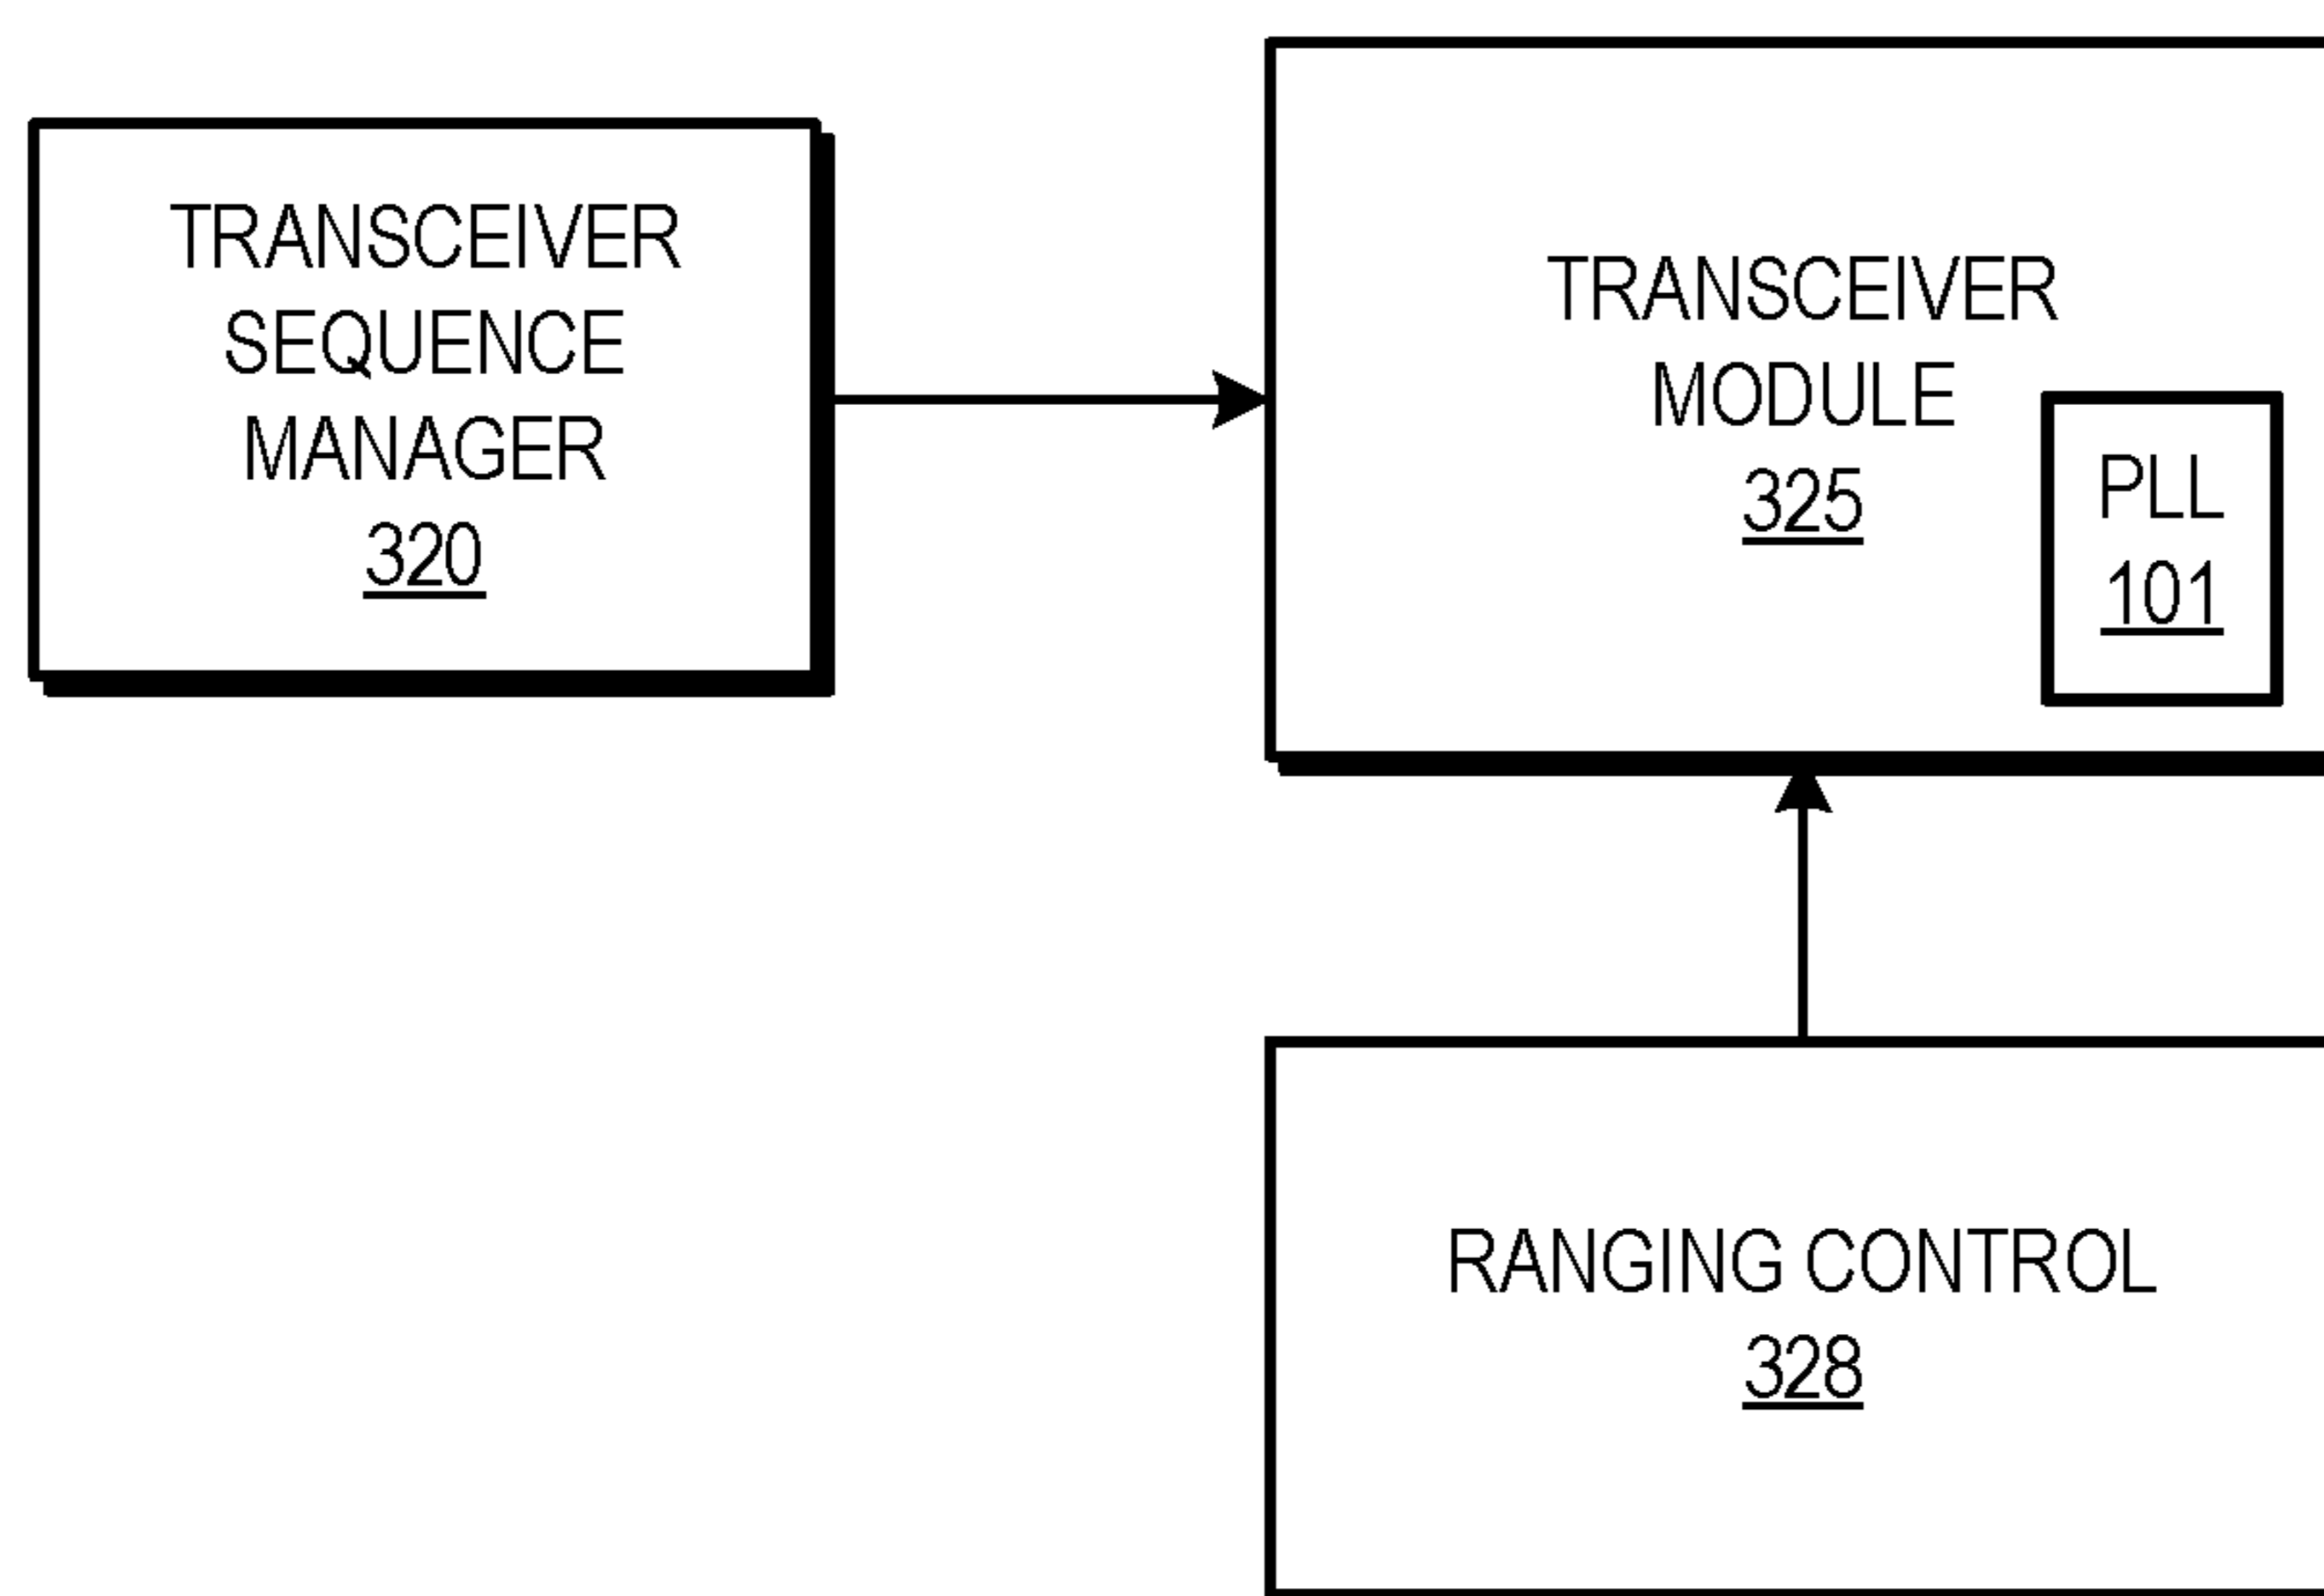 TRANSCEIVER
SEQUENCE
MANAGER
320
TRANSCEIVER
MODULE
325
PLL
101
RANGING CONTROL
328